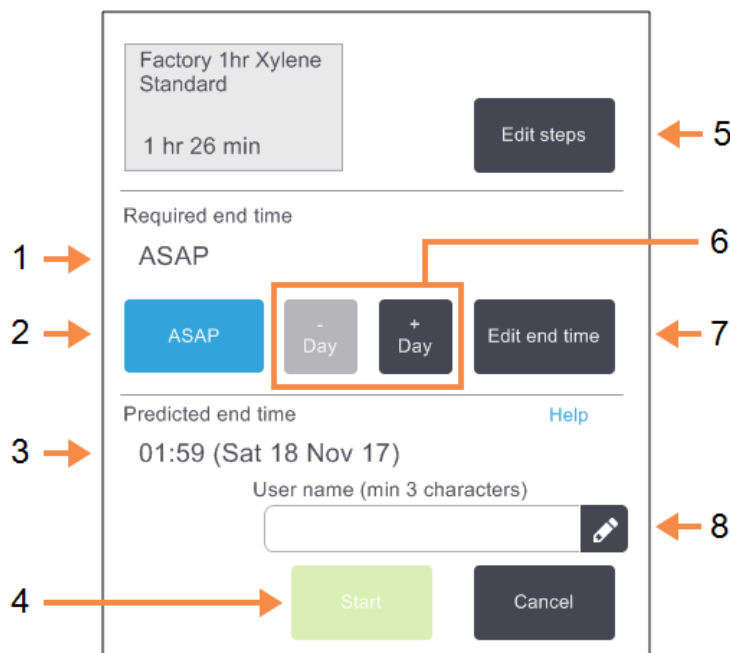 Factory 1hr Xylene
Standard
1 hr 26 min
Edit steps
5
Required end time
6
1
ASAP
2
ASAP
-
Day
+
Day
Edit end time
7
Predicted end time
Help
3
01:59 (Sat 18 Nov 17)
User name (min 3 characters)
8
4
Start
Cancel